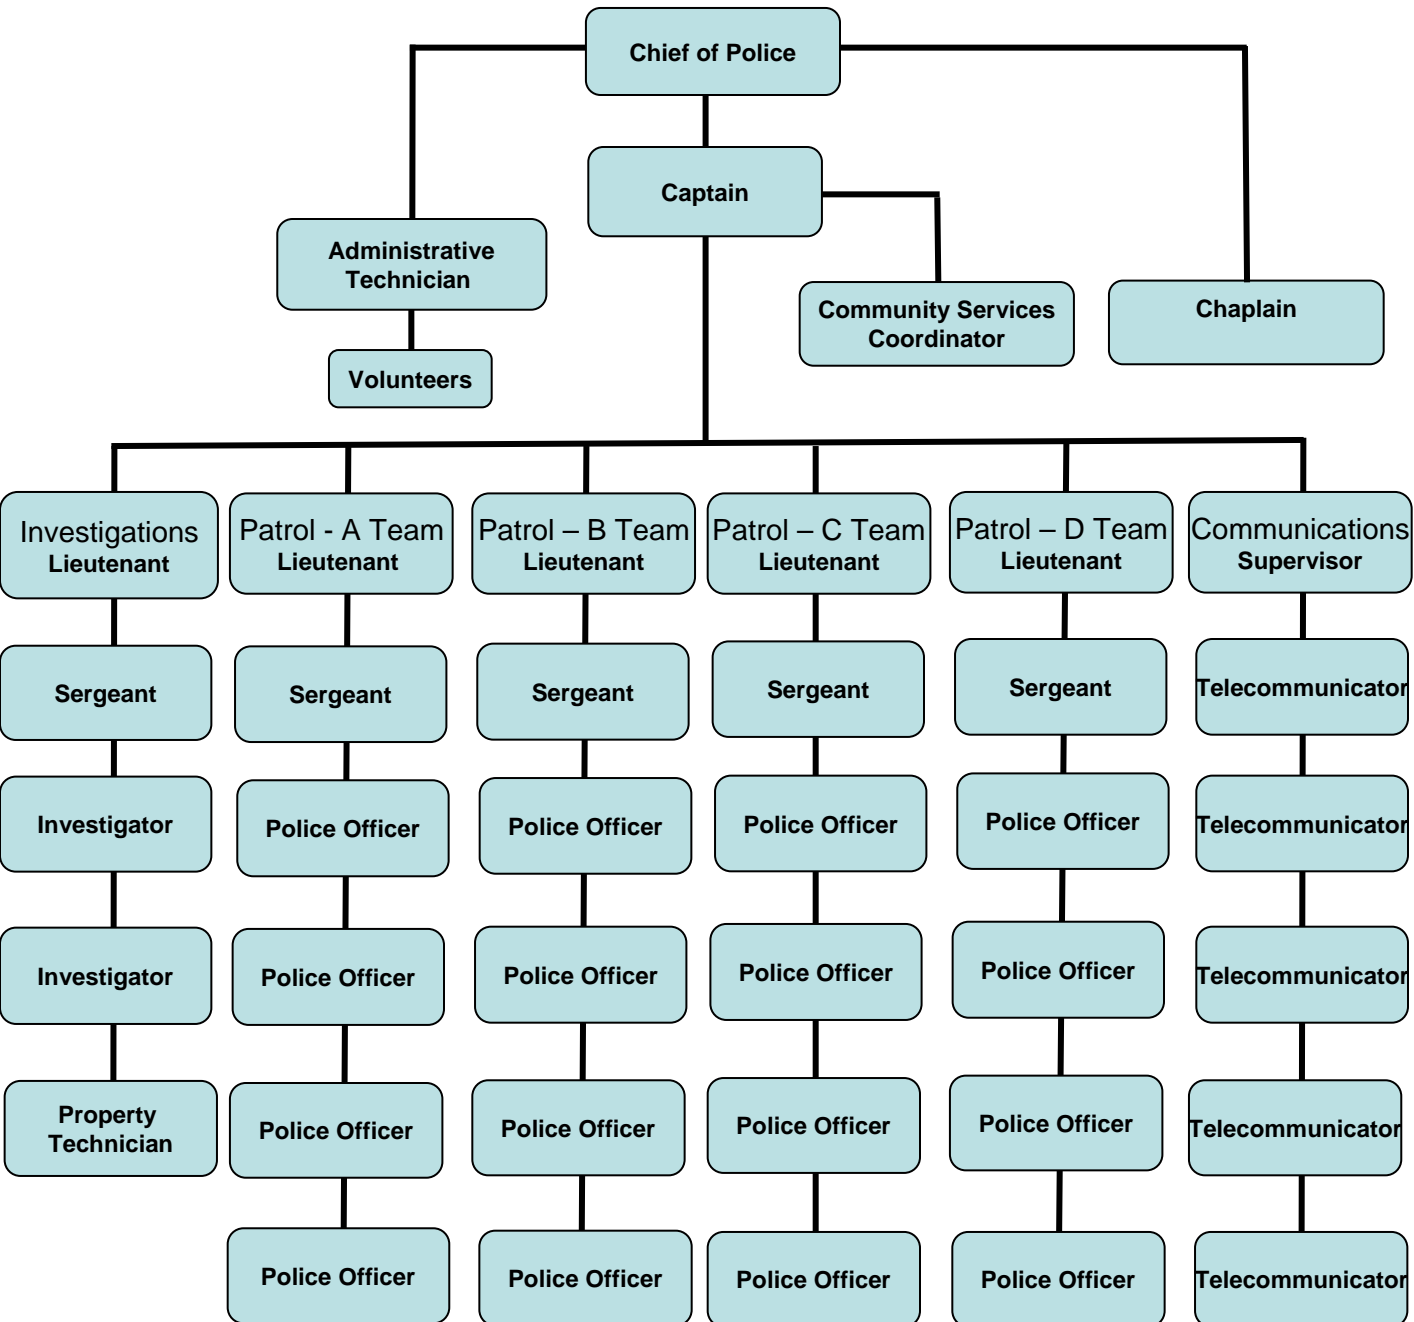 Chief of Police
Captain
Administrative
Technician
Community Services
Coordinator
Chaplain
Volunteers
Investigations
Lieutenant
Patrol - A Team
Lieutenant
Patrol – B Team
Lieutenant
Patrol – C Team
Lieutenant
Patrol – D Team
Lieutenant
Communications
Supervisor
Sergeant
Sergeant
Sergeant
Sergeant
Sergeant
Telecommunicator
Investigator
Police Officer
Police Officer
Police Officer
Police Officer
Telecommunicator
Investigator
Police Officer
Police Officer
Police Officer
Police Officer
Telecommunicator
Property
Technician
Police Officer
Police Officer
Police Officer
Police Officer
Telecommunicator
Police Officer
Police Officer
Police Officer
Police Officer
Telecommunicator